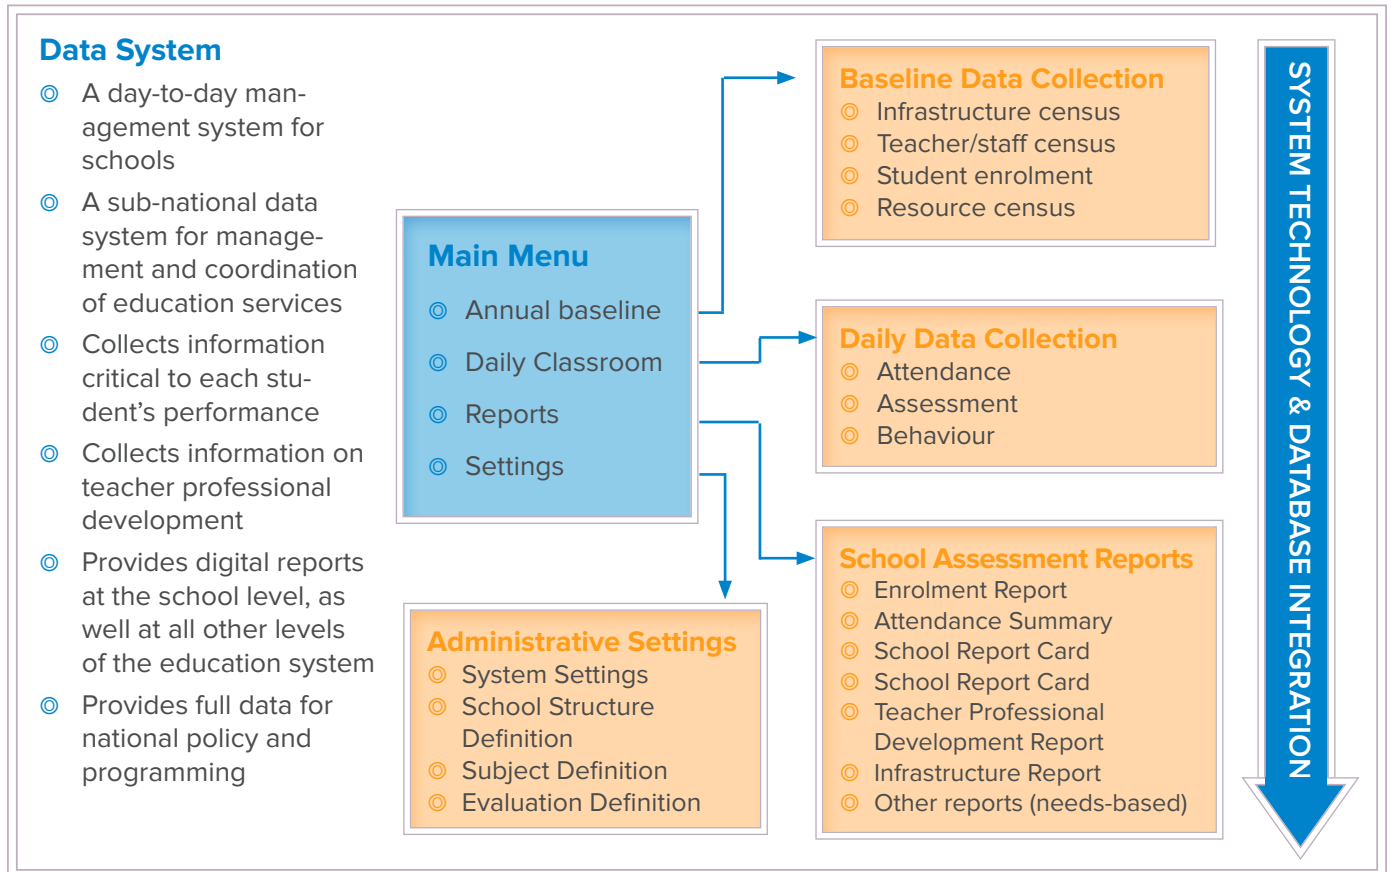 Data System
A day-to-day man-
agement system for
schools
A sub-national data
system for manage-
ment and coordination
of education services
Collects information
critical to each stu-
dent’s performance
Collects information on
teacher professional
development
Provides digital reports
at the school level, as
well at all other levels
of the education system
Provides full data for
national policy and
programming
Main Menu
Annual baseline
Daily Classroom
Reports
Settings
Administrative Settings
System Settings
School Structure
Definition
Subject Definition
Evaluation Definition
Baseline Data Collection
Infrastructure census
Teacher/staff census
Student enrolment
Resource census
Daily Data Collection
Attendance
Assessment
Behaviour
School Assessment Reports
Enrolment Report
Attendance Summary
School Report Card
School Report Card
Teacher Professional
Development Report
Infrastructure Report
Other reports (needs-based)
SYSTEM TECHNOLOGY & DATABASE INTEGRATION